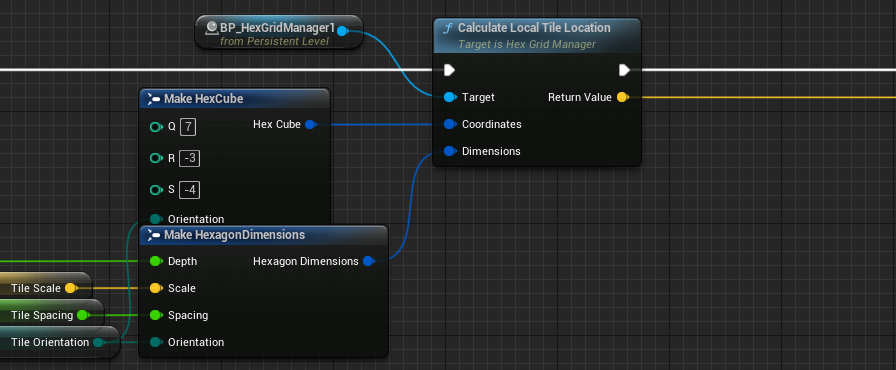 BP_HexGridManager1
from Persistent Level
Calculate Local Tile Location
Target is Hex Grid Manager
Target
Return Value
Coordinates
Dimensions
Make HexCube
Q 7
Hex Cube
R -3
S -4
Orientation
Make HexagonDimensions
Depth
Hexagon Dimensions
Tile Scale
Scale
Tile Spacing
Spacing
Tile Orientation
Orientation